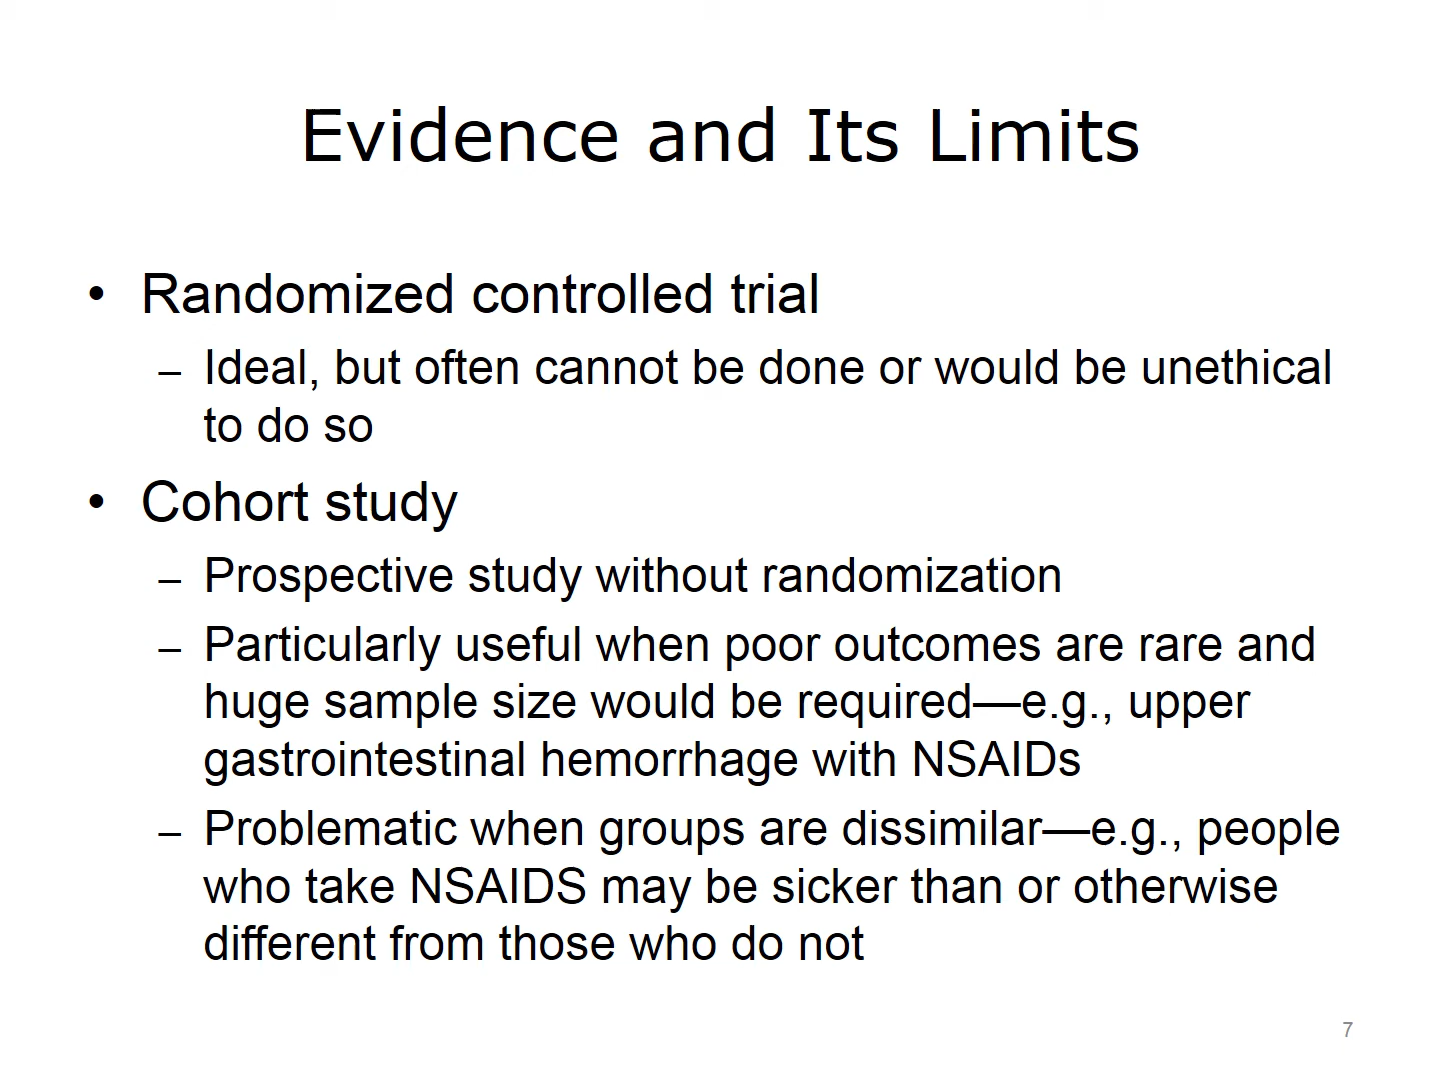 Evidence and Its Limits
• Randomized controlled trial
– Ideal, but often cannot be done or would be unethical
to do so
• Cohort study
– Prospective study without randomization
– Particularly useful when poor outcomes are rare and
huge sample size would be required—e.g., upper
gastrointestinal hemorrhage with NSAIDs
– Problematic when groups are dissimilar—e.g., people
who take NSAIDS may be sicker than or otherwise
different from those who do not
7